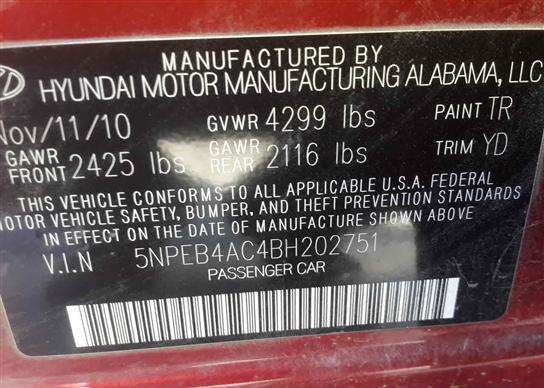 MANUFACTURED BY
HYUNDAI MOTOR MANUFACTURING ALABAMA, LLC
Nov/11/10 GVWR 4299 lbs PAINT TR
GAWR FRONT 2425 lbs GAWR REAR 2116 lbs TRIM YD
THIS VEHICLE CONFORMS TO ALL APPLICABLE U.S.A. FEDERAL
MOTOR VEHICLE SAFETY, BUMPER, AND THEFT PREVENTION STANDARDS
IN EFFECT ON THE DATE OF MANUFACTURE SHOWN ABOVE
V.I.N 5NPEB4AC4BH202751
PASSENGER CAR